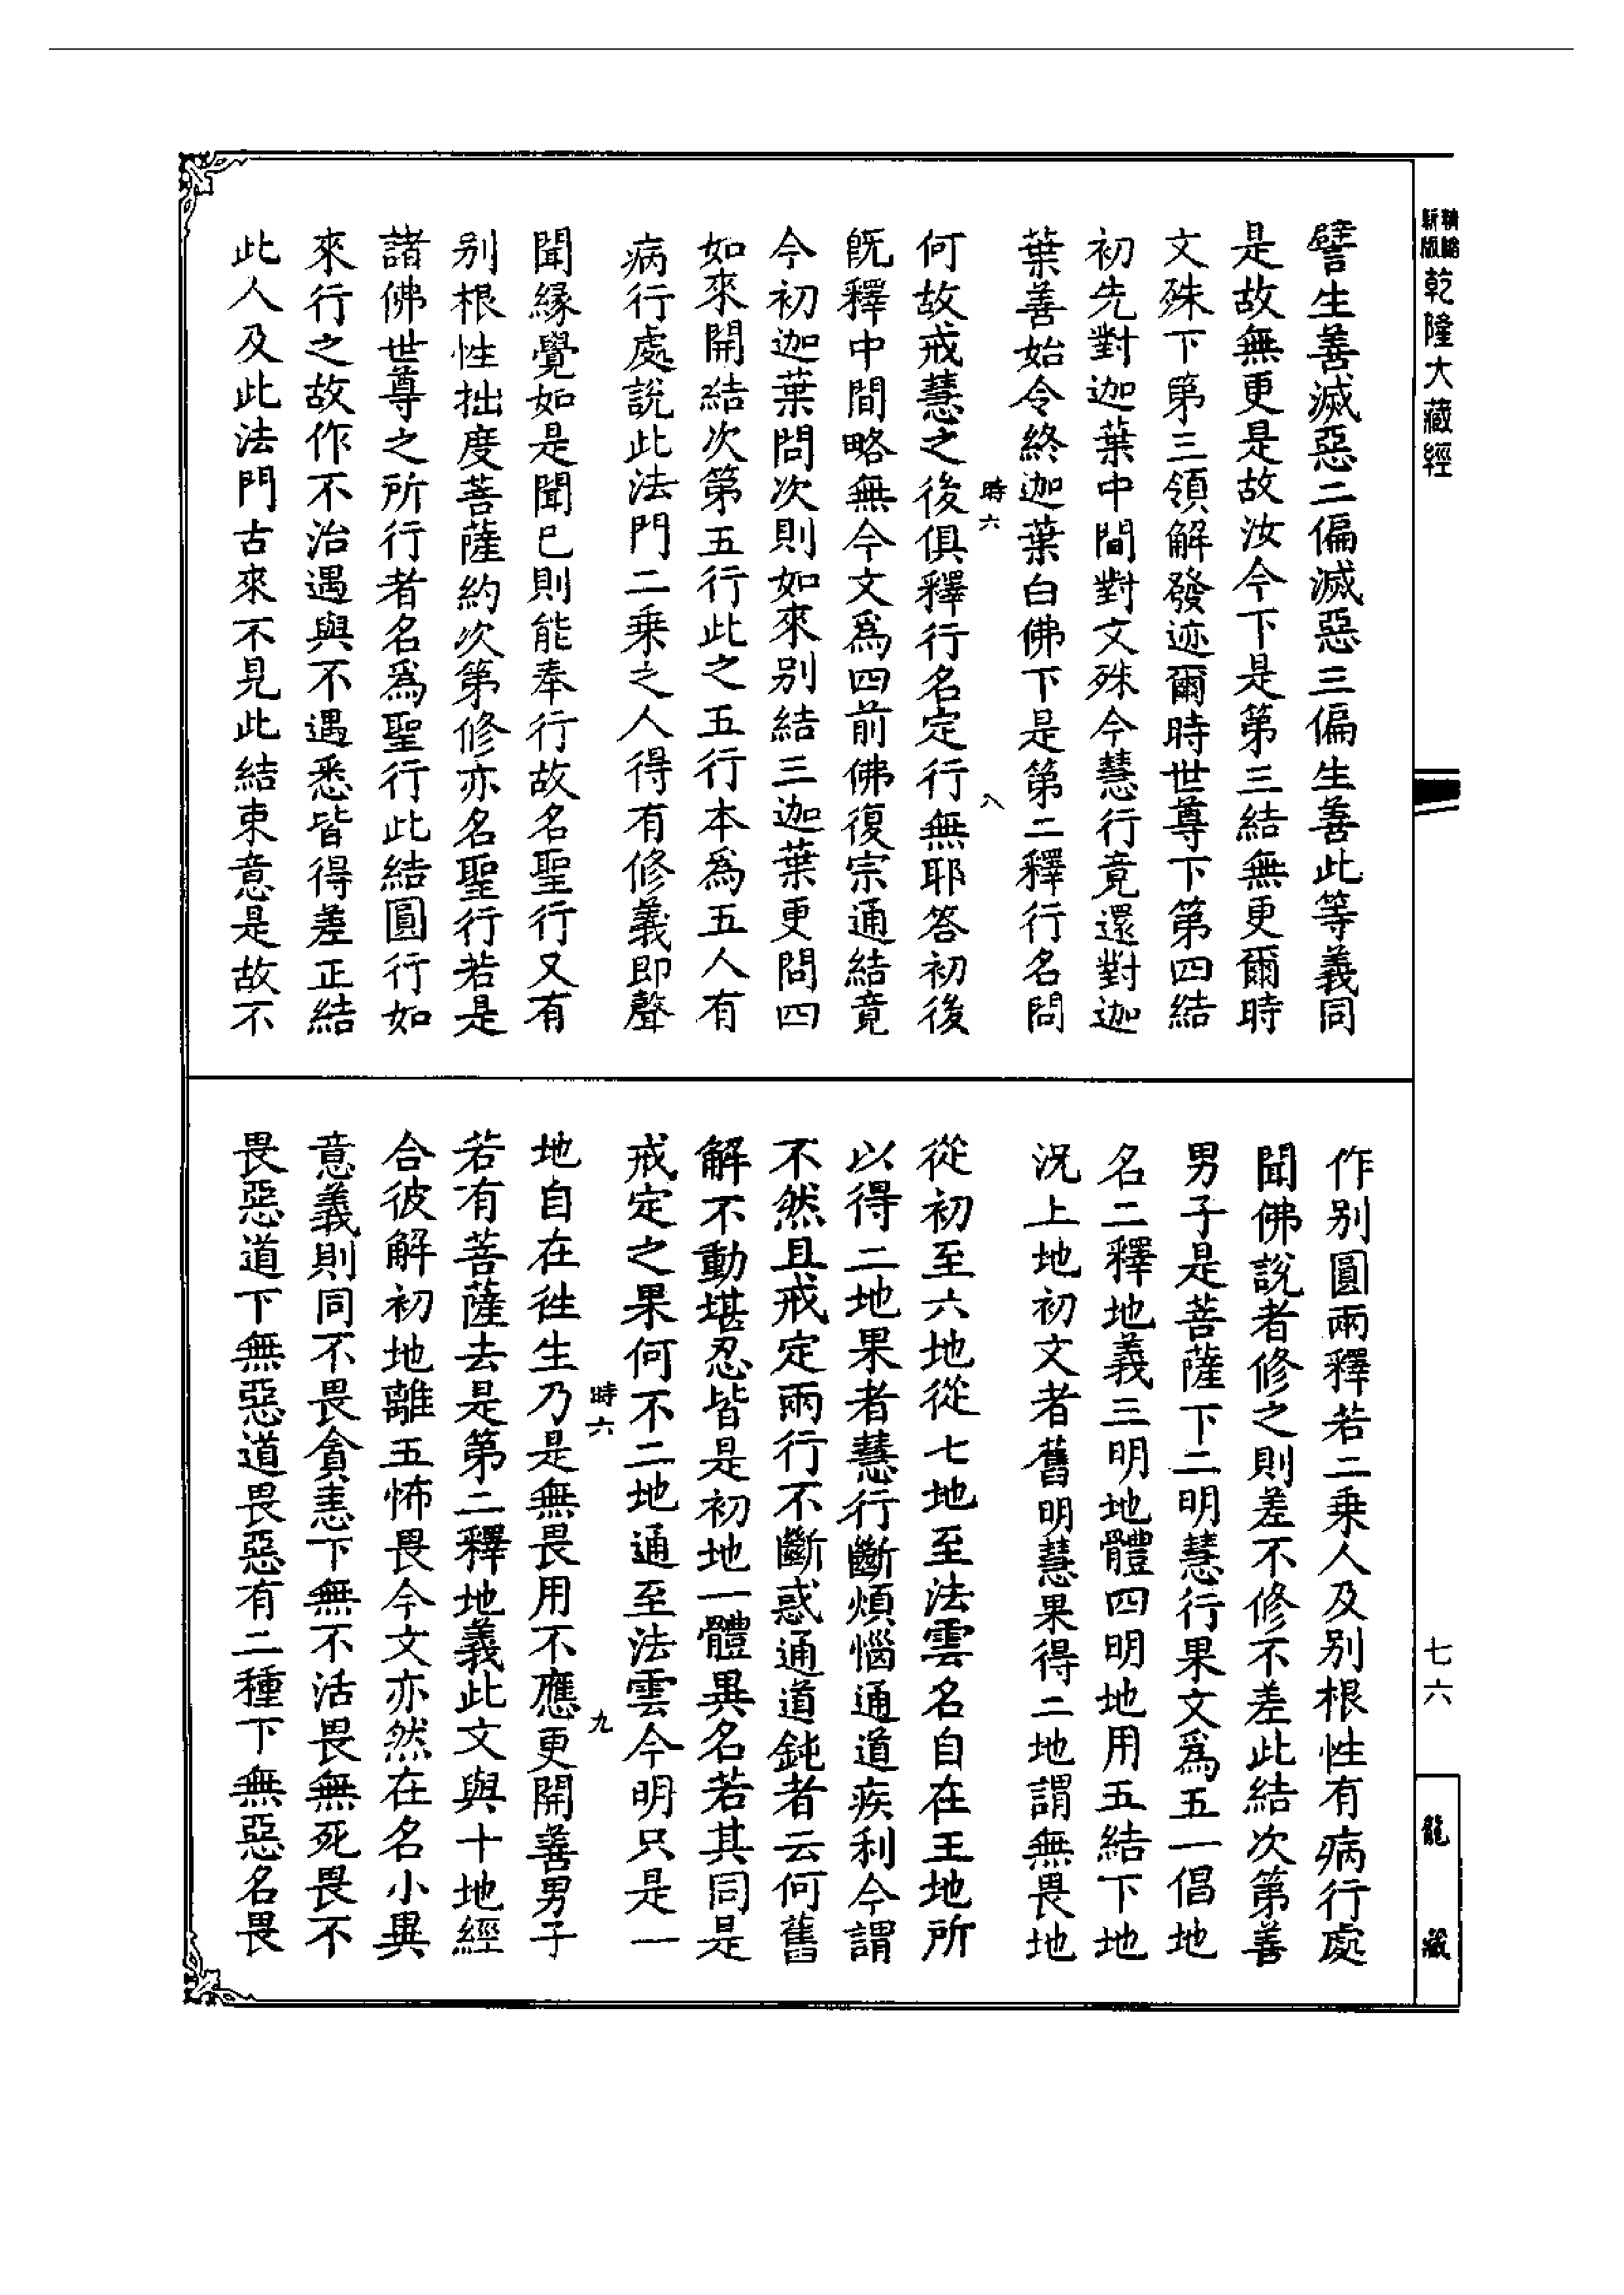 精縮新版乾隆大藏經
七六
龍藏
譬生善滅惡二偏滅惡三偏生善此等義同
是故無更是故汝今下是第三結無更爾時
文殊下第三領解發迹爾時世尊下第四結
初先對迦葉中間對文殊今慧行竟還對迦
葉善始令終迦葉白佛下是第二釋行名問
時六
八
何故戒慧之後俱釋行名定行無耶答初後
旣釋中間略無今文爲四前佛復宗通結竟
今初迦葉問次則如來別結三迦葉更問四
如來開結次第五行此之五行本爲五人有
病行處說此法門二乘之人得有修義即聲
聞緣覺如是聞已則能奉行故名聖行又有
别根性拙度菩薩約次第修亦名聖行若是
諸佛世尊之所行者名爲聖行此結圓行如
來行之故作不治遇與不遇悉皆得差正結
此人及此法門古來不見此結束意是故不
作别圓兩釋若二乘人及别根性有病行處
聞佛說者修之則差不修不差此結次第善
男子是菩薩下二明慧行果文爲五一倡地
名二釋地義三明地體四明地用五結下地
況上地初文者舊明慧果得二地謂無畏地
從初至六地從七地至法雲名自在王地所
以得二地果者慧行斷煩惱通道疾利今謂
不然且戒定兩行不斷惑通道鈍者云何舊
解不動堪忍皆是初地一體異名若其同是
戒定之果何不二地通至法雲今明只是一
時六
九
地自在徃生乃是無畏用不應更開善男子
若有菩薩去是第二釋地義此文與十地經
合彼解初地離五怖畏今文亦然在名小異
意義則同不畏貪恚下無不活畏無死畏不
畏惡道下無惡道畏惡有二種下無惡名畏